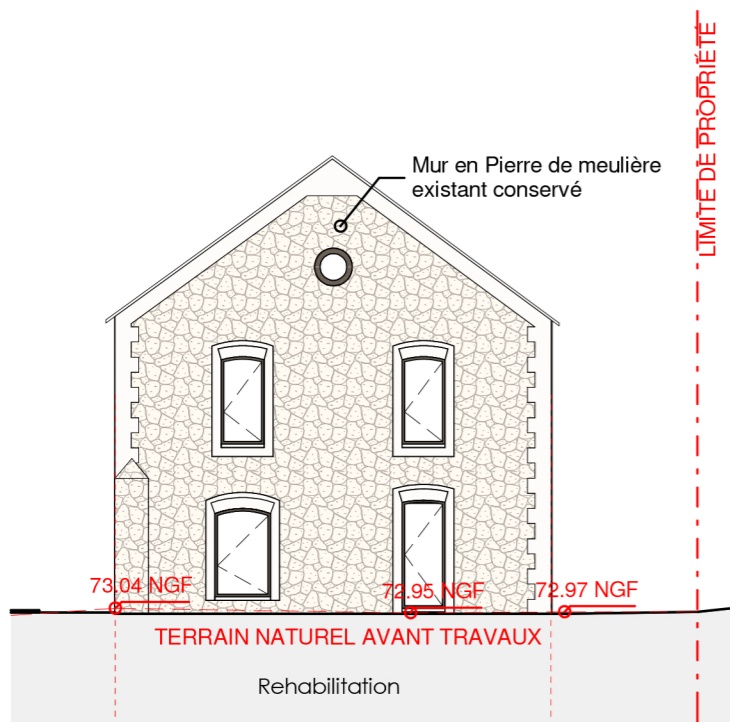 LIMITE DE PROPRIÉTÉ
Mur en Pierre de meulière
existant conservé
73.04 NGF
72.95 NGF
72.97 NGF
TERRAIN NATUREL AVANT TRAVAUX
Rehabilitation